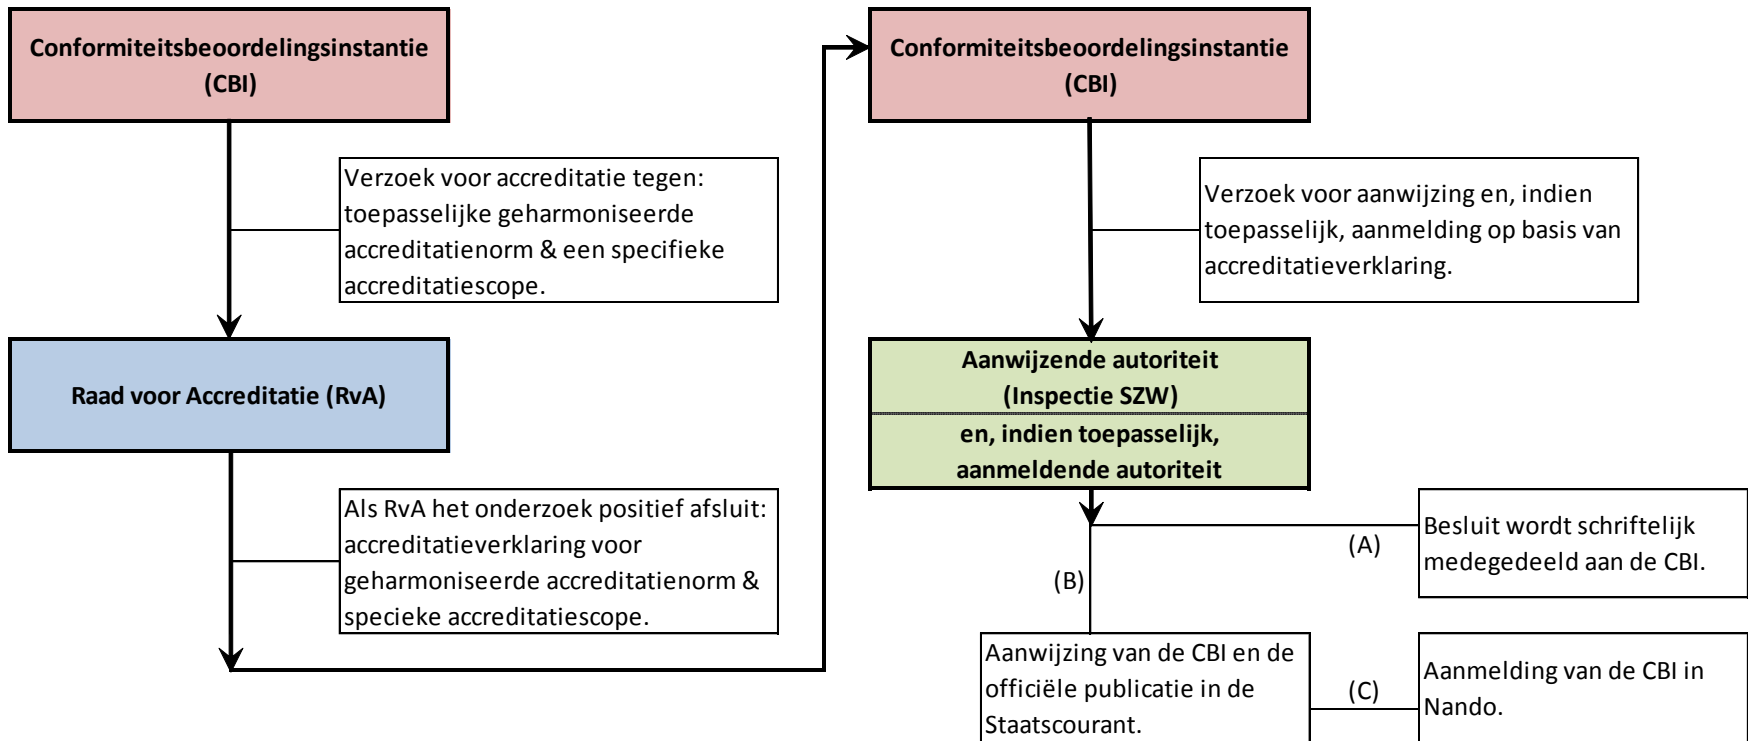 Conformiteitsbeoordelingsinstantie
(CBI)
Verzoek voor accreditatie tegen:
toepasselijke geharmoniseerde
accreditatienorm & een specifieke
accreditatiescope.
Raad voor Accreditatie (RvA)
Als RvA het onderzoek positief afsluit:
accreditatieverklaring voor
geharmoniseerde accreditatienorm &
specieke accreditatiescope.
Conformiteitsbeoordelingsinstantie
(CBI)
Verzoek voor aanwijzing en, indien
toepasselijk, aanmelding op basis van
accreditatieverklaring.
Aanwijzende autoriteit
(Inspectie SZW)
en, indien toepasselijk,
aanmeldende autoriteit
(A)
Besluit wordt schriftelijk
medegedeeld aan de CBI.
(B)
Aanwijzing van de CBI en de
officiële publicatie in de
Staatscourant.
(C)
Aanmelding van de CBI in
Nando.